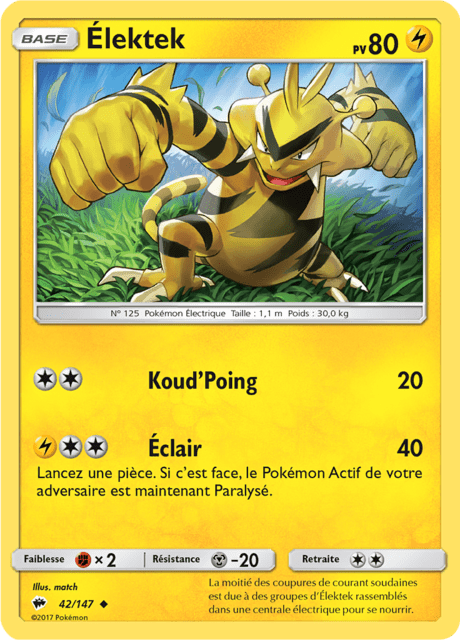 BASE Élektek PV 80
N° 125 Pokémon Électrique Taille : 1,1 m Poids : 30,0 kg
Koud’Poing 20
Éclair 40
Lancez une pièce. Si c’est face, le Pokémon Actif de votre
adversaire est maintenant Paralysé.
Faiblesse × 2 Résistance -20 Retraite
Illus. match
42/147
©2017 Pokémon
La moitié des coupures de courant soudaines
est due à des groupes d’Élektek rassemblés
dans une centrale électrique pour se nourrir.